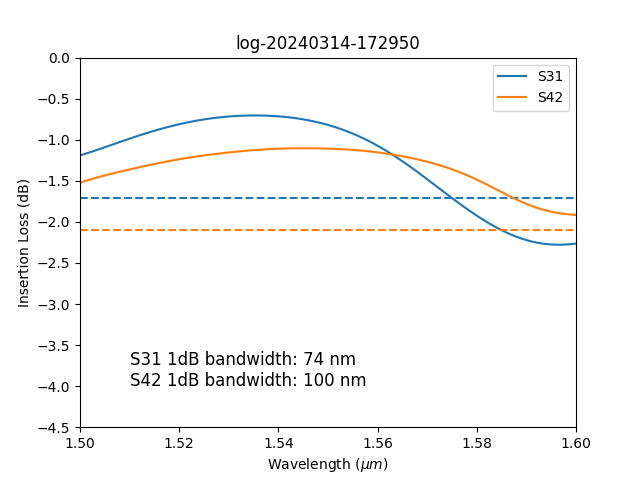 log-20240314-172950
0.0
−0.5
−1.0
−1.5
−2.0
−2.5
−3.0
−3.5
−4.0
−4.5
Insertion Loss (dB)
S31
S42
S31 1dB bandwidth: 74 nm
S42 1dB bandwidth: 100 nm
1.50 1.52 1.54 1.56 1.58 1.60
Wavelength (μm)